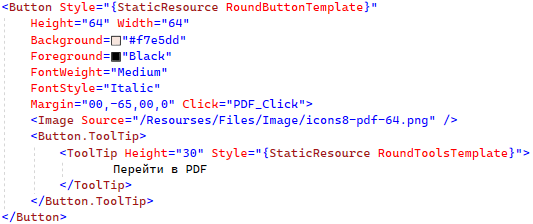 <Button Style="{StaticResource RoundButtonTemplate}"
Height="64" Width="64"
Background="#f7e5dd"
Foreground="Black"
FontWeight="Medium"
FontStyle="Italic"
Margin="00,-65,00,0" Click="PDF_Click">
<Image Source="/Resourses/Files/Image/icons8-pdf-64.png" />
<Button.ToolTip>
<ToolTip Height="30" Style="{StaticResource RoundToolsTemplate}">
Перейти в PDF
</ToolTip>
</Button.ToolTip>
</Button>